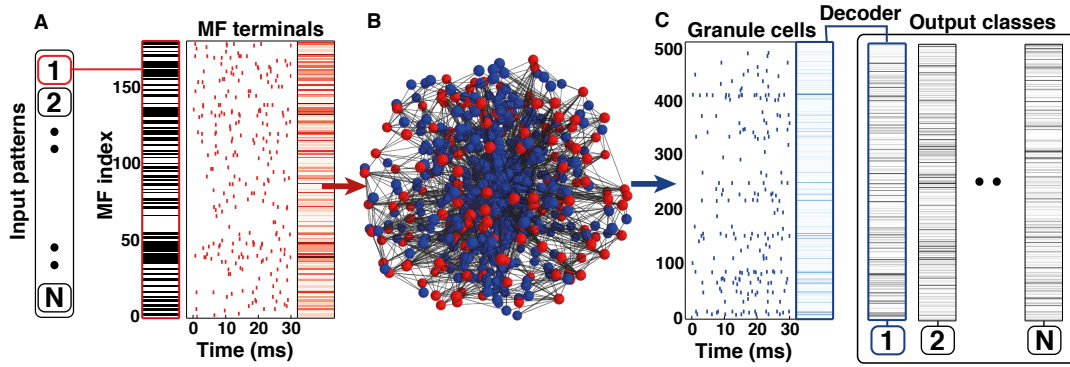 A
B
C
MF terminals
Granule cells
Decoder
Output classes
Input patterns
1
2
N
MF index
150
100
50
0
0 10 20 30
Time (ms)
500
400
300
200
100
0
0 10 20 30
Time (ms)
1
2
N